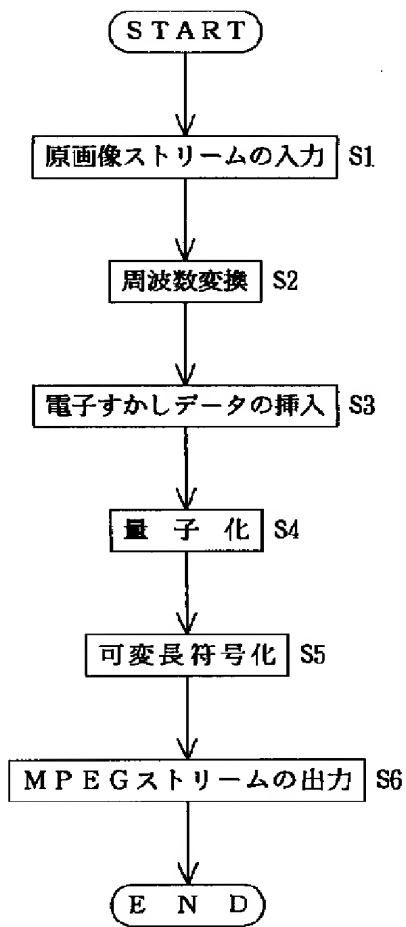 START
原画像ストリームの入力 S1
周波数変換 S2
電子すかしデータの挿入 S3
量子化 S4
可変長符号化 S5
MPEGストリームの出力 S6
END